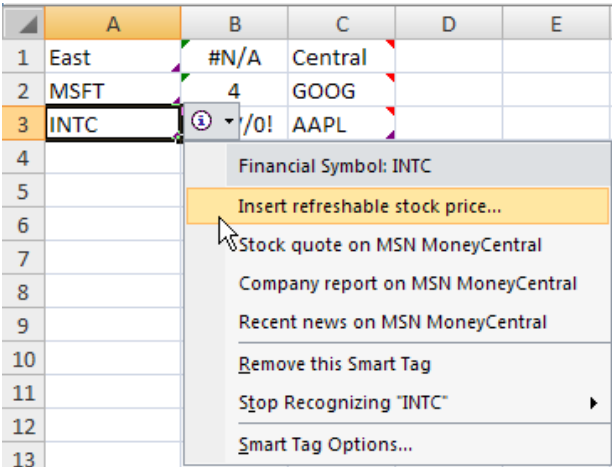 A B C D E
1 East #N/A Central
2 MSFT 4 GOOG
3 INTC /0! AAPL
4 Financial Symbol: INTC
5 Insert refreshable stock price...
6 Stock quote on MSN MoneyCentral
7
8 Company report on MSN MoneyCentral
9 Recent news on MSN MoneyCentral
10 Remove this Smart Tag
11 Stop Recognizing "INTC"
12
13 Smart Tag Options...